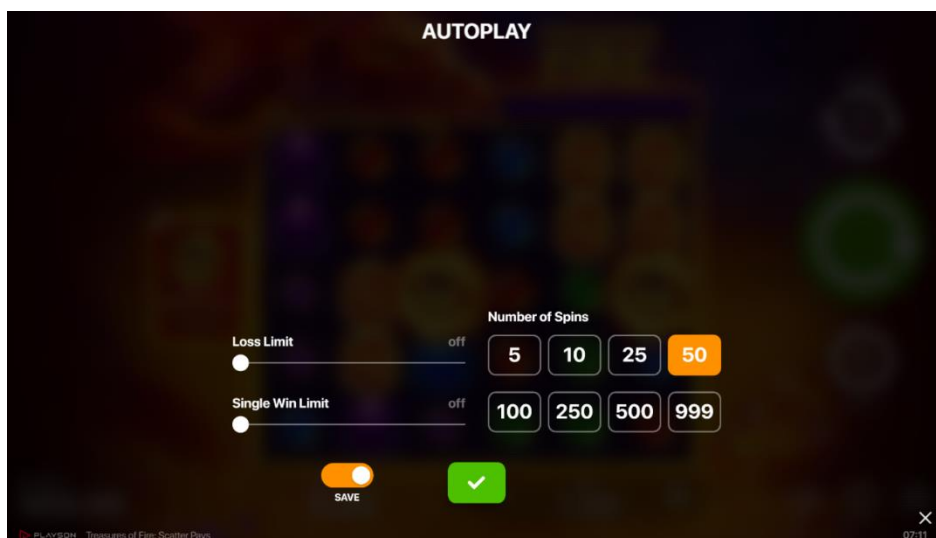 AUTOPLAY
Number of Spins
Loss Limit off
5 10 25 50
Single Win Limit off
100 250 500 999
SAVE
PLAYSON Treasures of Fire: Scatter Pays
07:11